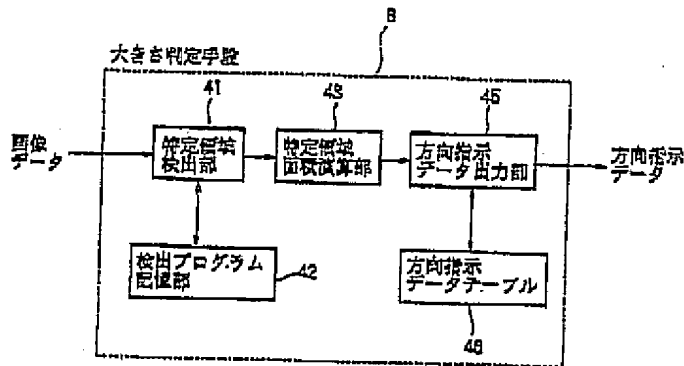 B
大きさ判定手段
41
43
45
画像
データ
特定領域
検出部
特定領域
面積演算部
方向指示
データ出力部
方向指示
データ
検出プログラム
記憶部
42
方向指示
データテーブル
46